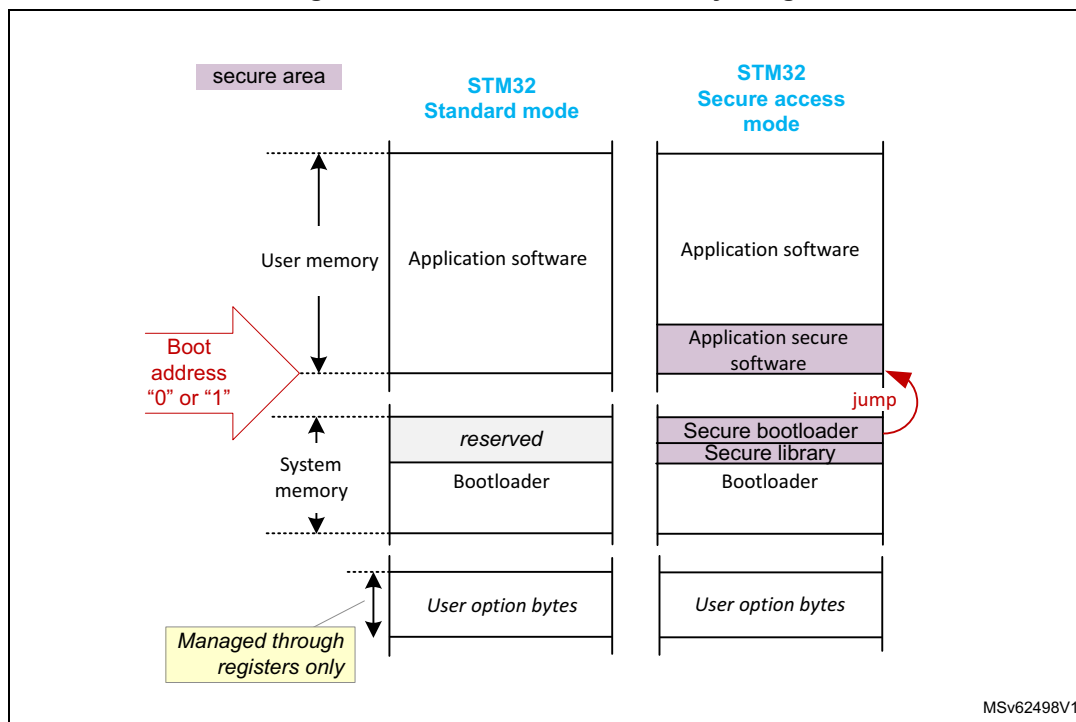 secure area
STM32
Standard mode
STM32
Secure access
mode
User memory
Application software
Application software
Application secure
software
Boot
address
“0” or “1”
jump
System
memory
reserved
Bootloader
Secure bootloader
Secure library
Bootloader
User option bytes
User option bytes
Managed through
registers only
MSv62498V1